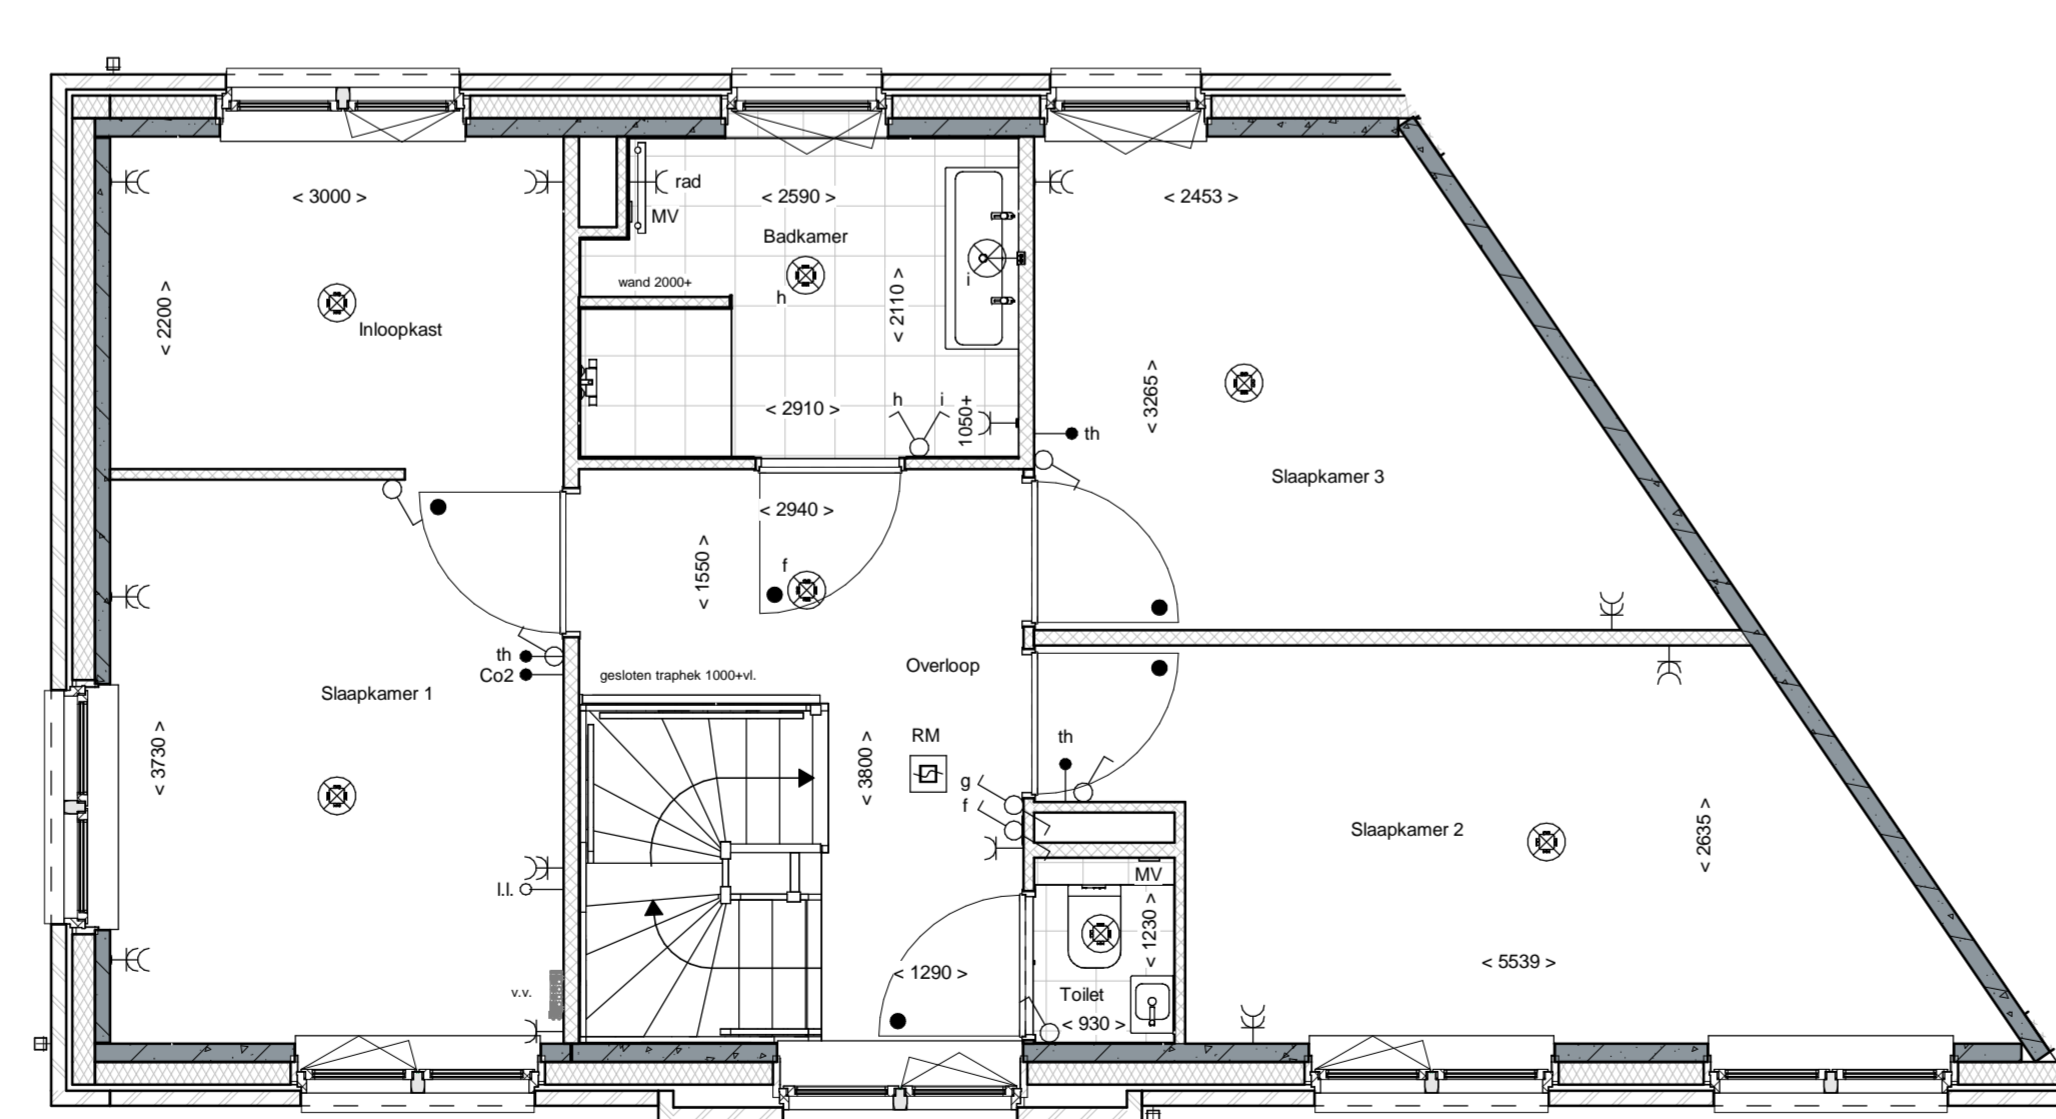 < 3000 >
rad
MV
< 2590 >
< 2453 >
Badkamer
wand 2000+
h
i
< 2110 >
< 2200 >
Inloopkast
< 3265 >
< 2910 >
h
i
1050+
th
Slaapkamer 3
< 2940 >
< 1550 >
f
th
Co2
Slaapkamer 1
gesloten traphek 1000+vl.
Overloop
< 3730 >
< 3800 >
RM
th
g
f
Slaapkamer 2
< 2635 >
l.l.
MV
< 1230 >
< 5539 >
< 1290 >
v.v.
Toilet
< 930 >